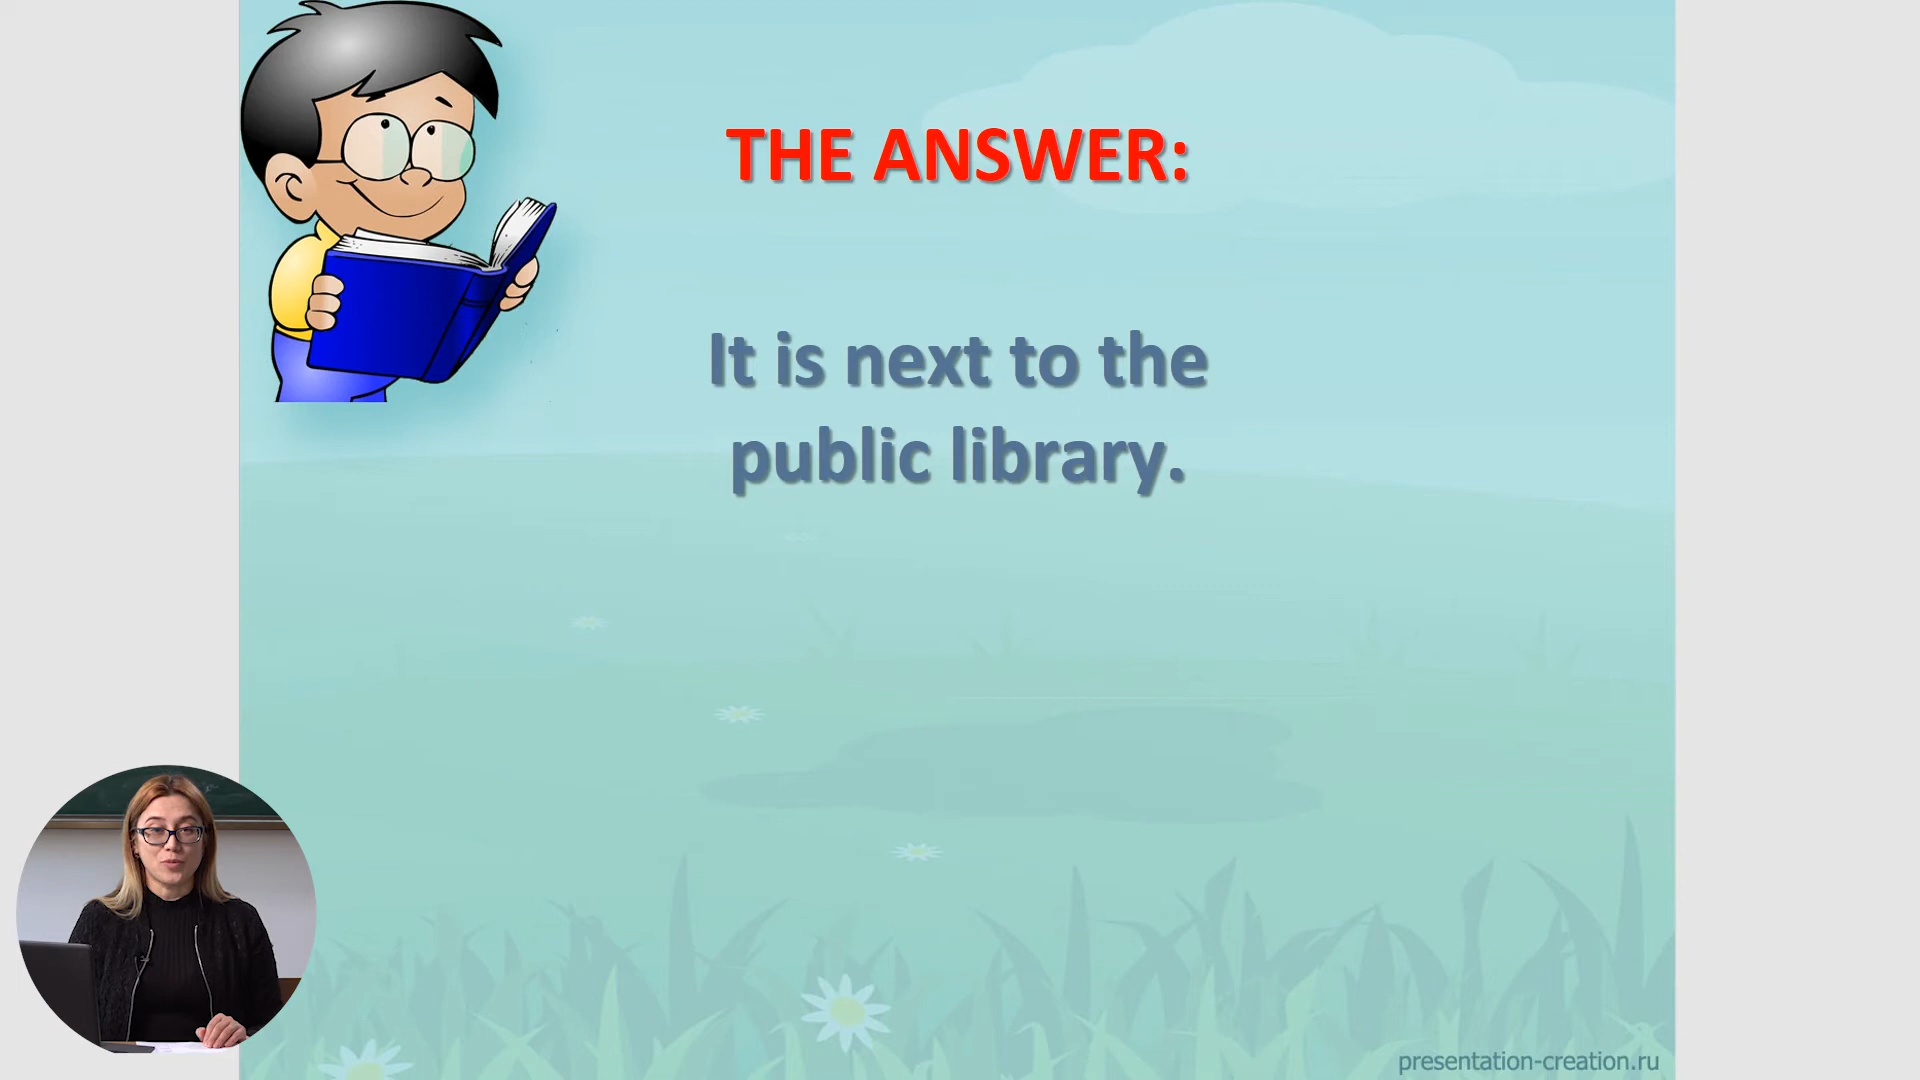 THE ANSWER:
It is next to the
public library.
presentation-creation.ru